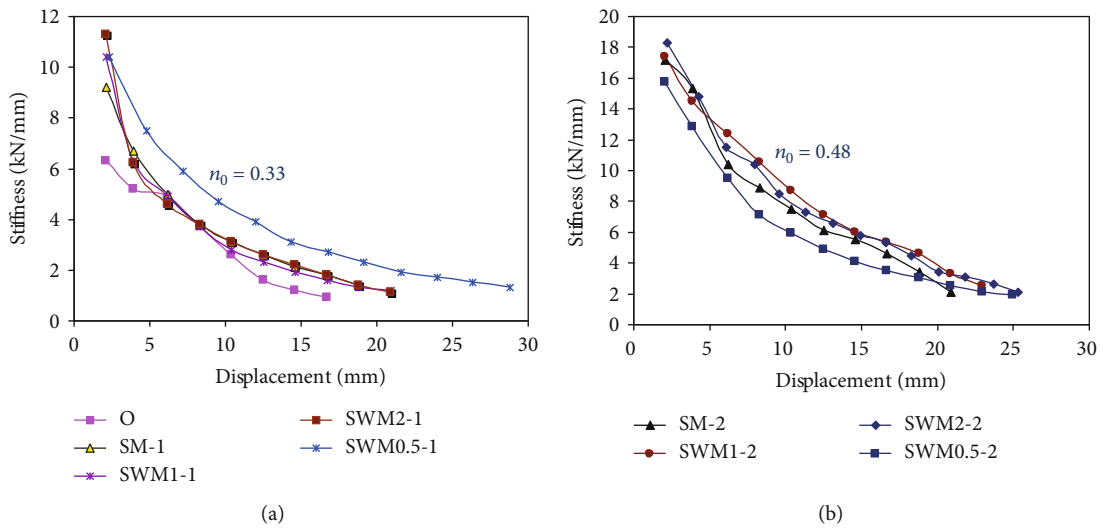 12
10
8
6
4
2
0
Stiffness (kN/mm)
n0 = 0.33
0 5 10 15 20 25 30
Displacement (mm)
O
SM-1
SWM1-1
SWM2-1
SWM0.5-1
(a)
20
18
16
14
12
10
8
6
4
2
0
Stiffness (kN/mm)
n0 = 0.48
0 5 10 15 20 25 30
Displacement (mm)
SM-2
SWM1-2
SWM2-2
SWM0.5-2
(b)